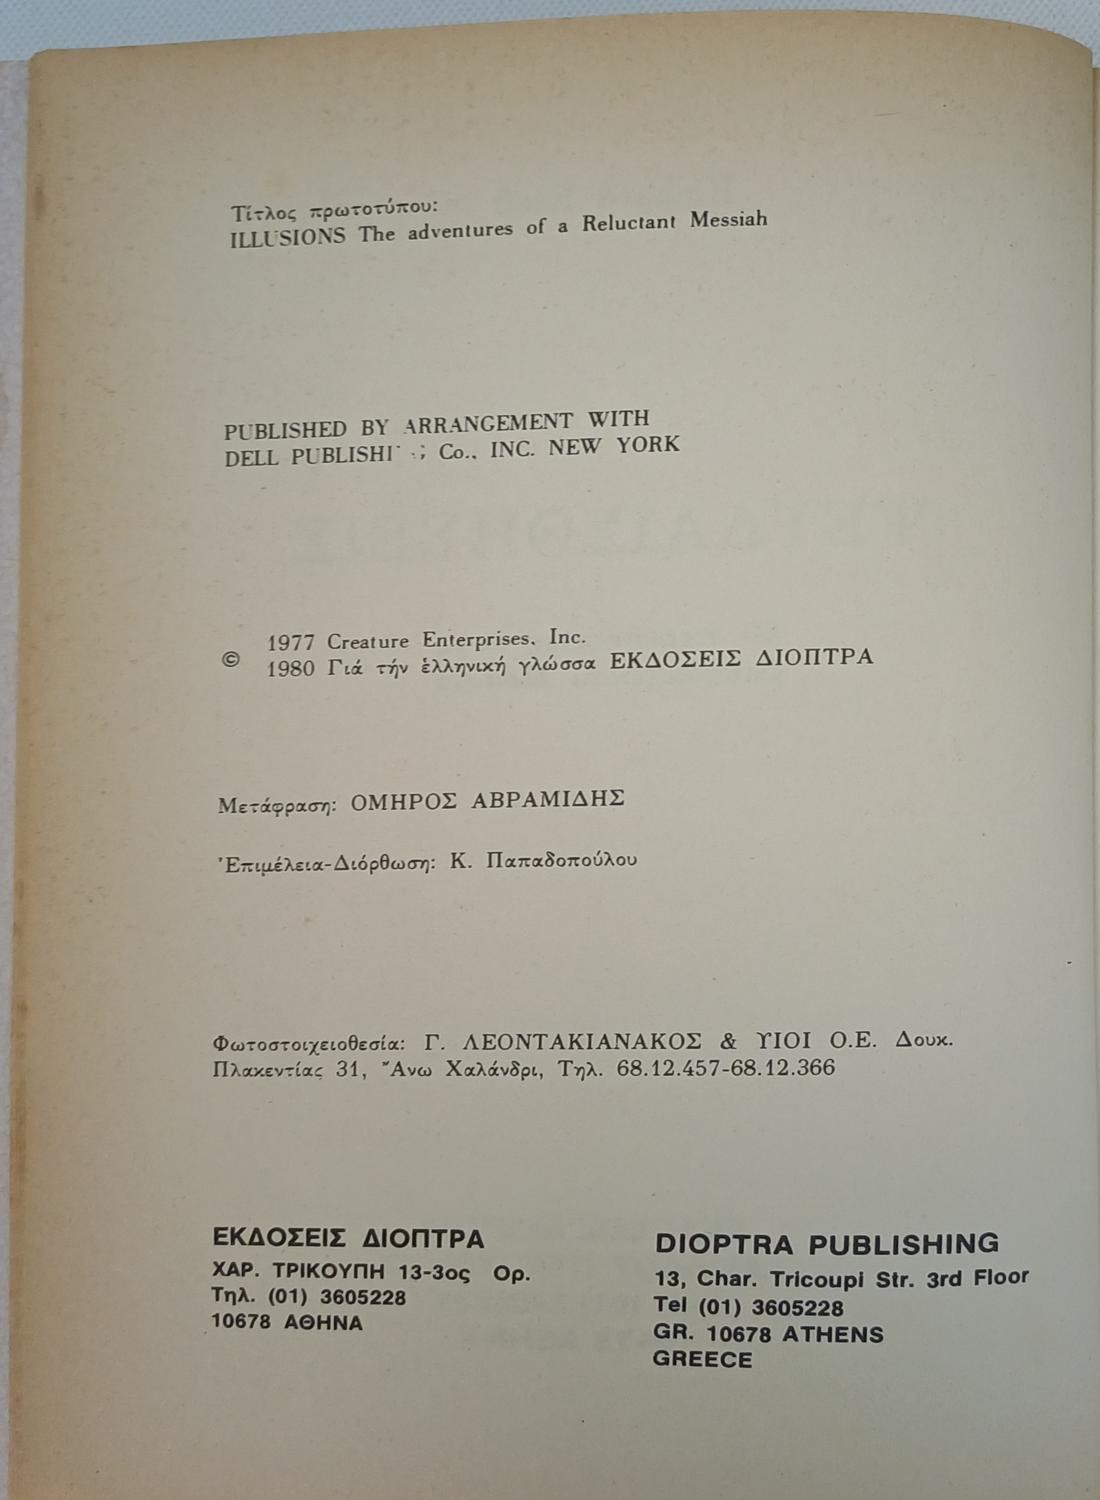 Τίτλος πρωτοτύπου:
ILLUSIONS The adventures of a Reluctant Messiah
PUBLISHED BY ARRANGEMENT WITH
DELL Co., INC. NEW YORK
© 1977 Creature Enterprises, Inc.
1980 Γιά τήν ἑλληνική γλώσσα ΕΚΔΟΣΕΙΣ ΔΙΟΠΤΡΑ
Μετάφραση: ΟΜΗΡΟΣ ΑΒΡΑΜΙΔΗΣ
Ἐπιμέλεια-Διόρθωση: Κ. Παπαδοπούλου
Φωτοστοιχειοθεσία: Γ. ΛΕΟΝΤΑΚΙΑΝΑΚΟΣ & ΥΙΟΙ Ο.Ε. Δουκ.
Πλακεντίας 31, Ἄνω Χαλάνδρι, Τηλ. 68.12.457-68.12.366
ΕΚΔΟΣΕΙΣ ΔΙΟΠΤΡΑ
ΧΑΡ. ΤΡΙΚΟΥΠΗ 13-3ος Ορ.
Τηλ. (01) 3605228
10678 ΑΘΗΝΑ
DIOPTRA PUBLISHING
13, Char. Tricoupi Str. 3rd Floor
Tel (01) 3605228
GR. 10678 ATHENS
GREECE